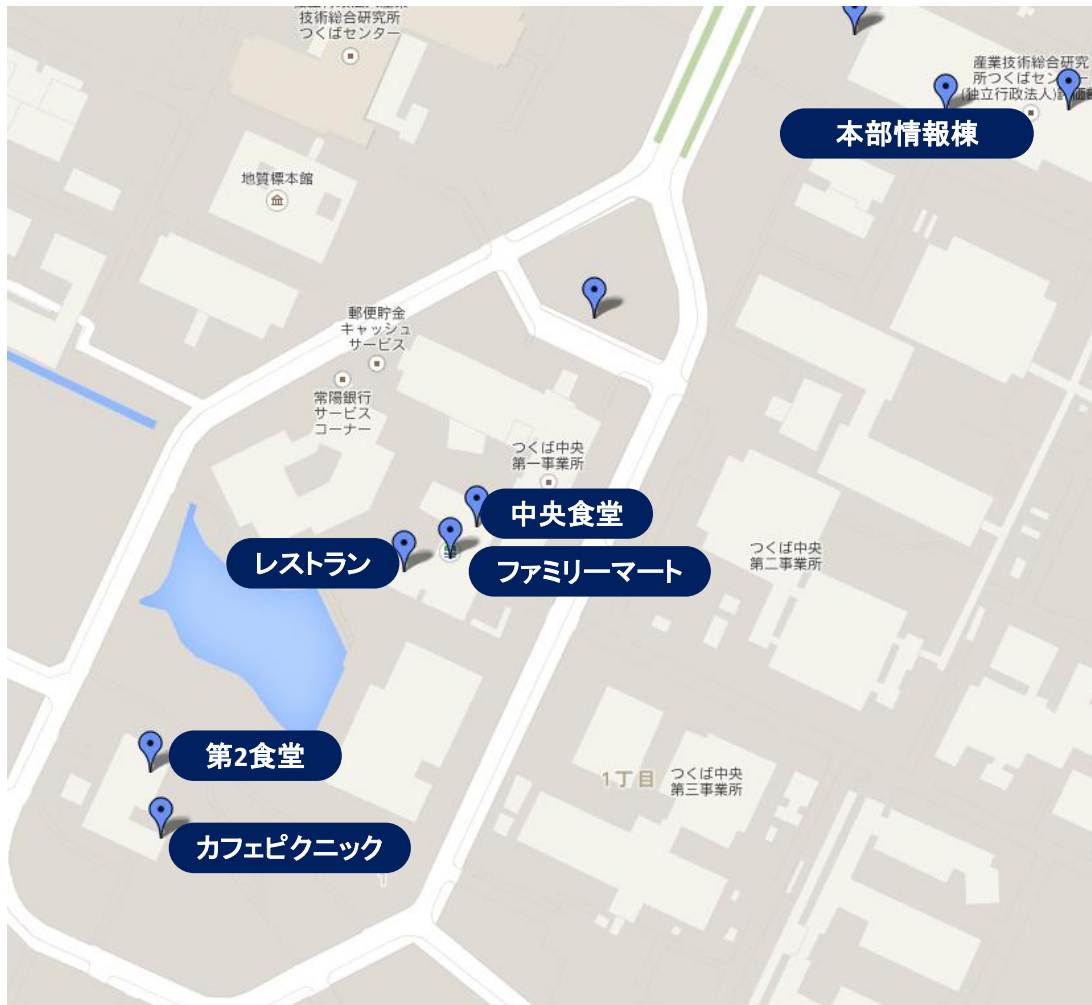 技術総合研究所
つくばセンター
産業技術総合研究
所つくばセンター
(独立行政法人)評価部
本部情報棟
地質標本館
郵便貯金
キャッシュ
サービス
常陽銀行
サービス
コーナー
つくば中央
第一事業所
中央食堂
レストラン
ファミリーマート
つくば中央
第二事業所
第2食堂
1丁目
つくば中央
第三事業所
カフェピクニック